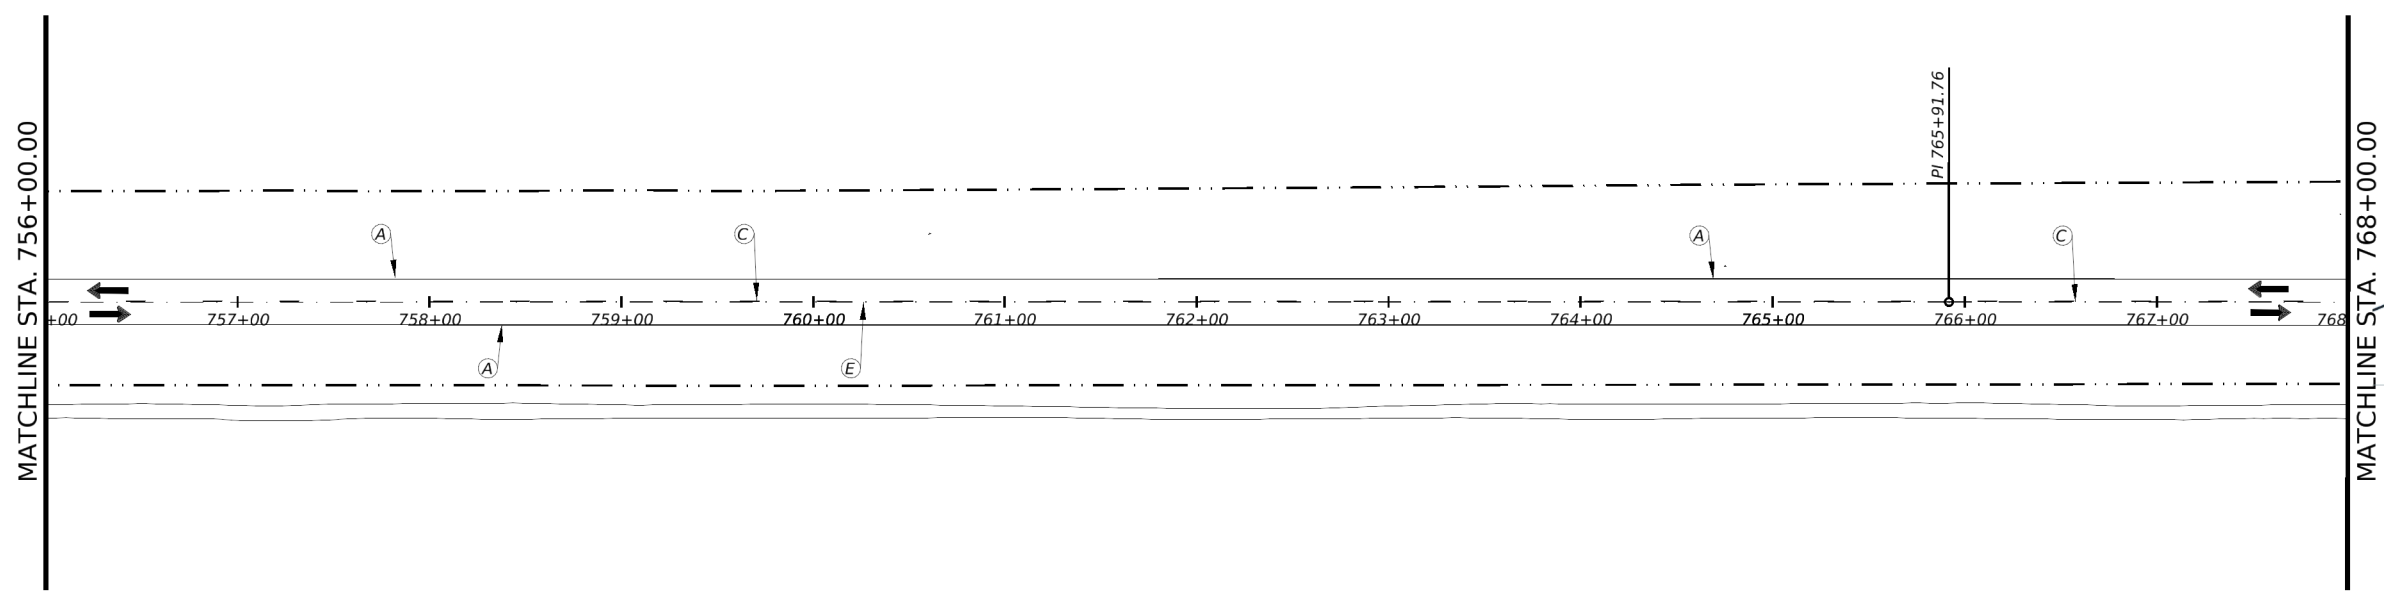 MATCHLINE STA. 756+00.00
PI 765+91.76
A
C
A
C
+00
757+00
758+00
759+00
760+00
761+00
762+00
763+00
764+00
765+00
766+00
767+00
768
A
E
MATCHLINE STA. 768+00.00